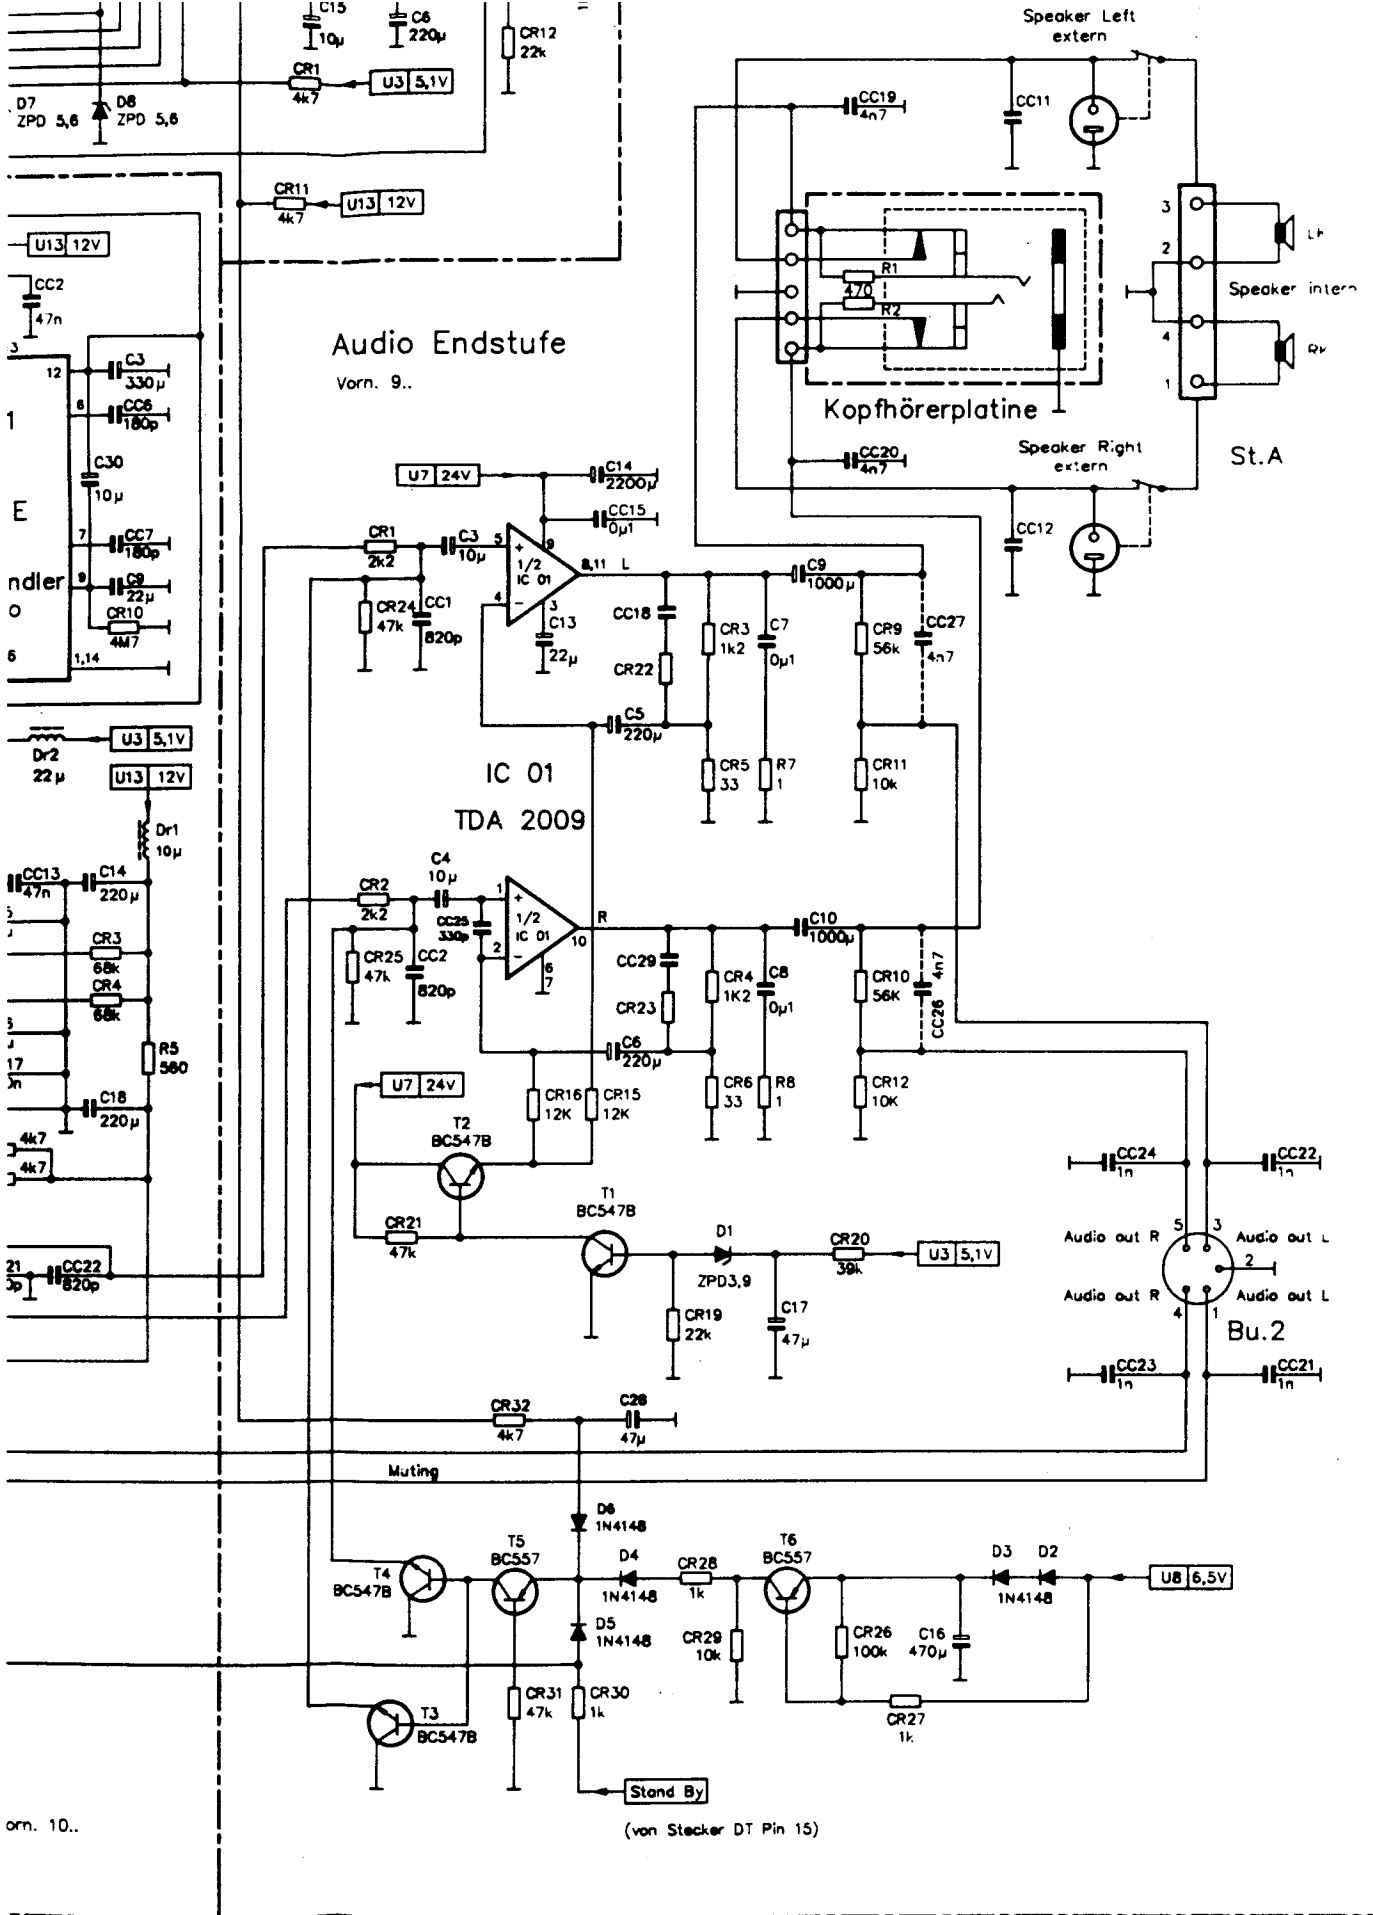 C15
10µ
C6
220µ
CR12
22k
CR1
4k7
U3 5,1V
D7
ZPD 5,6
D8
ZPD 5,6
CR11
4k7
U13 12V
U13 12V
CC2
47n
3
12
C3
330µ
6
CC6
180p
1
C30
10µ
E
7
CC7
180p
ndler
9
C9
22µ
o
CR10
4M7
6
1,14
U3 5,1V
Dr2
22µ
U13 12V
Dr1
10µ
CC13
47n
C14
220µ
CR3
68k
CR4
68k
R5
560
17
C18
220µ
4k7
4k7
21
CC22
820p
orn. 10..
Audio Endstufe
Vorn. 9..
U7 24V
C14
2200µ
CC15
0µ1
CR1
2k2
C3
10µ
5
+
9
1/2
IC 01
8,11
L
4
-
3
CR24
47k
CC1
820p
C13
22µ
CC18
CR22
CR3
1k2
C7
0µ1
C9
1000µ
CR9
56k
CC27
4n7
C5
220µ
CR5
33
R7
1
CR11
10k
IC 01
TDA 2009
CR2
2k2
C4
10µ
CC25
330p
1
+
1/2
IC 01
R
10
2
-
6
7
CR25
47k
CC2
820p
CC29
CR23
CR4
1K2
C8
0µ1
C10
1000µ
CR10
56K
4n7
CC26
C6
220µ
CR6
33
R8
1
CR12
10K
U7 24V
CR16
12K
CR15
12K
T2
BC547B
CR21
47k
T1
BC547B
D1
ZPD3,9
CR20
39k
U3 5,1V
CR19
22k
C17
47µ
CR32
4k7
C28
47µ
Muting
D6
1N4148
T5
BC557
T4
BC547B
D4
1N4148
CR28
1k
T6
BC557
D3
D2
1N4148
U8 6,5V
D5
1N4148
CR29
10k
CR26
100k
C16
470µ
CR31
47k
CR30
1k
CR27
1k
T3
BC547B
Stand By
(von Stecker DT Pin 15)
Speaker Left
extern
CC19
4n7
CC11
R1
470
R2
Kopfhörerplatine
CC20
4n7
Speaker Right
extern
CC12
3
2
4
1
Speaker intern
St.A
CC24
1n
CC22
1n
5
3
Audio out R
Audio out L
2
Audio out R
Audio out L
4
1
Bu.2
CC23
1n
CC21
1n